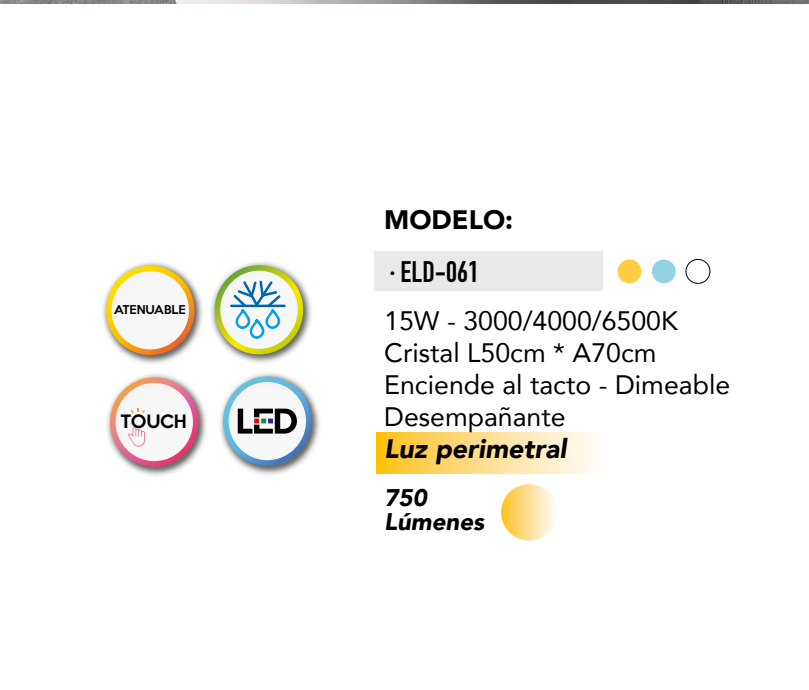 MODELO:
· ELD-061
15W - 3000/4000/6500K
Cristal L50cm * A70cm
Enciende al tacto - Dimeable
Desempañante
Luz perimetral
750
Lúmenes
ATENUABLE
TOUCH
LED